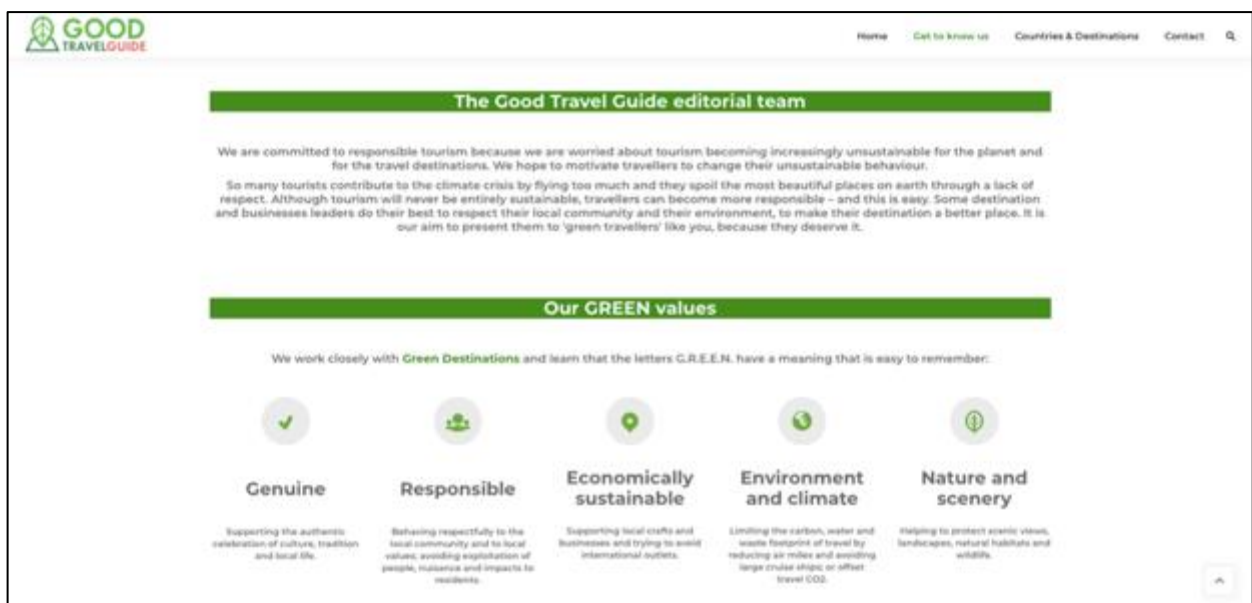 GOOD
TRAVELGUIDE
Home Get to know us Countries & Destinations Contact
The Good Travel Guide editorial team
We are committed to responsible tourism because we are worried about tourism becoming increasingly unsustainable for the planet and
for the travel destinations. We hope to motivate travellers to change their unsustainable behaviour.
So many tourists contribute to the climate crisis by flying too much and they spoil the most beautiful places on earth through a lack of
respect. Although tourism will never be entirely sustainable, travellers can become more responsible – and this is easy. Some destination
and businesses leaders do their best to respect their local community and their environment, to make their destination a better place. It is
our aim to present them to 'green travellers' like you, because they deserve it.
Our GREEN values
We work closely with Green Destinations and learn that the letters G.R.E.E.N. have a meaning that is easy to remember:
Genuine
Supporting the authentic
celebration of culture, tradition
and local life.
Responsible
Behaving respectfully to the
local community and to local
values; avoiding exploitation of
people, nuisance and impacts to
residents.
Economically
sustainable
Supporting local crafts and
businesses and trying to avoid
international outlets.
Environment
and climate
Limiting the carbon, water and
waste footprint of travel by
reducing air miles and avoiding
large cruise ships; or offset
travel CO2.
Nature and
scenery
Helping to protect scenic views,
landscapes, natural habitats and
wildlife.